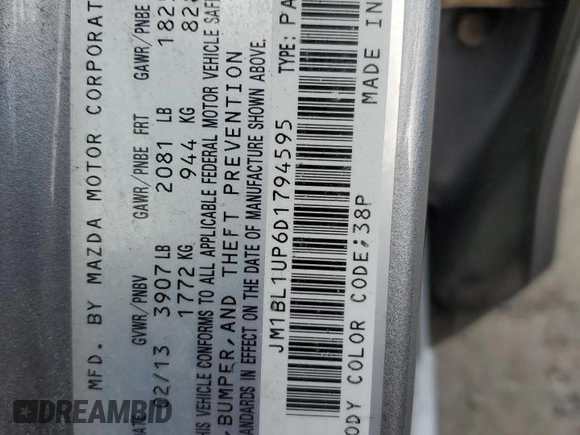 MFD. BY MAZDA MOTOR CORPORAT
GVWR/PNBV GAWR/PNBE FRT GAWR/PNBE
02/13 3907 LB 2081 LB 182
1772 KG 944 KG 82
THIS VEHICLE CONFORMS TO ALL APPLICABLE FEDERAL MOTOR VEHICLE SAF
BUMPER, AND THEFT PREVENTION
STANDARDS IN EFFECT ON THE DATE OF MANUFACTURE SHOWN ABOVE.
JM1BL1UP6D1794595 TYPE: PA
ODY COLOR CODE:38P MADE IN
DREAMBID